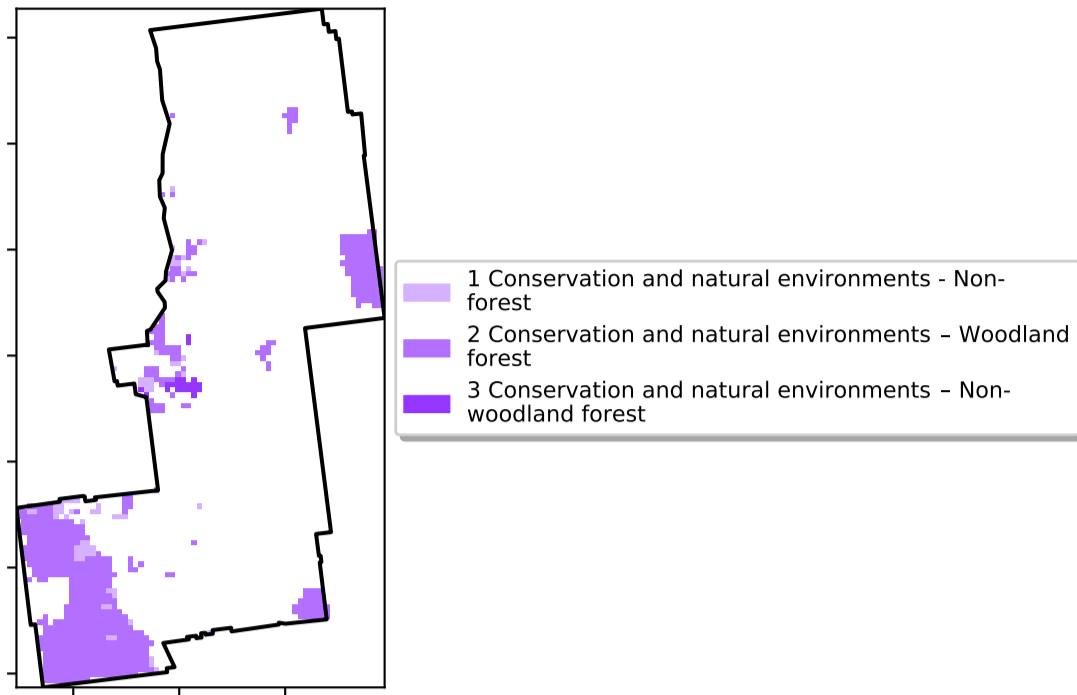 1 Conservation and natural environments - Non-
forest
2 Conservation and natural environments – Woodland
forest
3 Conservation and natural environments – Non-
woodland forest